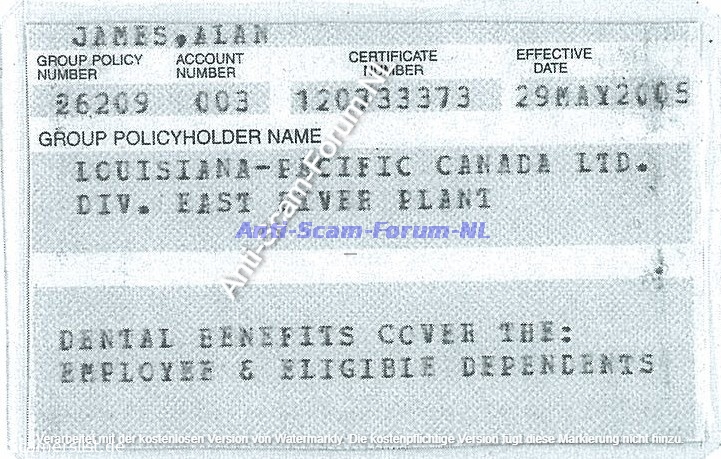 JAMES, ALAN
GROUP POLICY NUMBER
ACCOUNT NUMBER
CERTIFICATE NUMBER
EFFECTIVE DATE
26209 003 120333373 29MAY2005
GROUP POLICYHOLDER NAME
LOUISIANA-PACIFIC CANADA LTD.
DIV. EAST RIVER PLANT
Anti-Scam-Forum-NL
Anti-Scam-Forum-NL
DENTAL BENEFITS COVER THE:
EMPLOYEE & ELIGIBLE DEPENDENTS
Verarbeitet mit der kostenlosen Version von Watermarkly. Die kostenpflichtige Version fügt diese Markierung nicht hinzu.